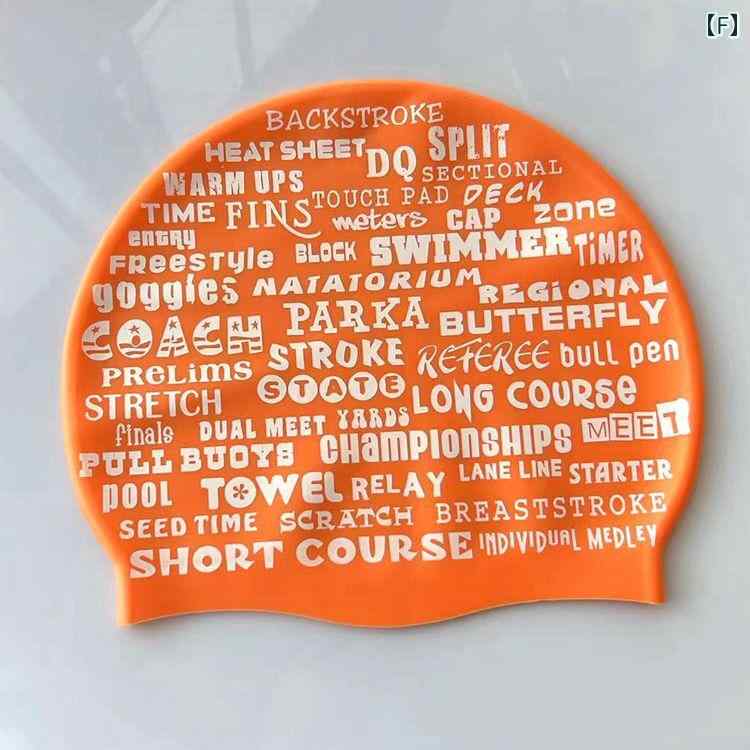 【F】
BACKSTROKE
HEAT SHEET DQ SPLIT
WARM UPS TOUCH PAD SECTIONAL
TIME FINS meters DECK CAP zone
entry
FREESTYLE BLOCK SWIMMER TIMER
goggles NATATORIUM REGIONAL
COACH PARKA BUTTERFLY
PRELIMS STROKE REFEREE bull pen
STRETCH STATE LONG COURSE
finals DUAL MEET YARDS championships MEET
PULL BUOYS LANE LINE STARTER
pool TOWEL RELAY
SEED TIME SCRATCH BREASTSTROKE
SHORT COURSE INDIVIDUAL MEDLEY